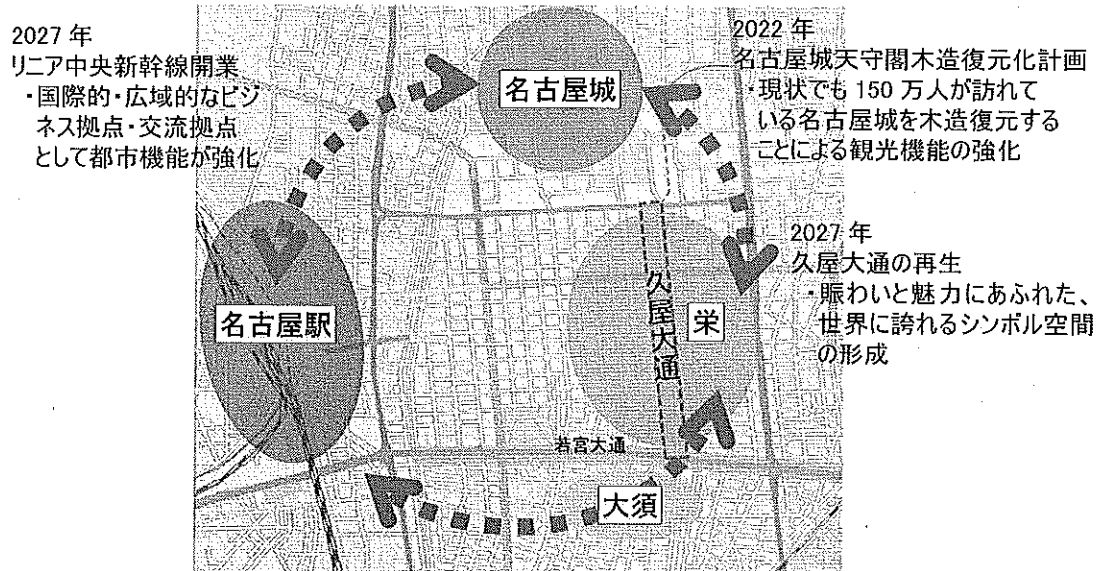 2027 年
リニア中央新幹線開業
・国際的・広域的なビジ
ネス拠点・交流拠点
として都市機能が強化
2022 年
名古屋城天守閣木造復元化計画
・現状でも 150 万人が訪れて
いる名古屋城を木造復元する
ことによる観光機能の強化
2027 年
久屋大通の再生
・賑わいと魅力にあふれた、
世界に誇れるシンボル空間
の形成
名古屋城
名古屋駅
久屋大通
栄
若宮大通
大須